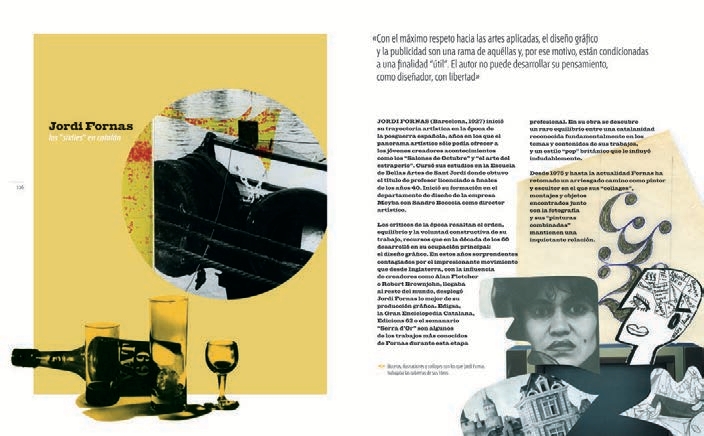 Jordi Fornas
los "sixties" en catalán
126
«Con el máximo respeto hacia las artes aplicadas, el diseño gráfico
y la publicidad son una rama de aquéllas y, por ese motivo, están condicionadas
a una finalidad "útil". El autor no puede desarrollar su pensamiento,
como diseñador, con libertad»
JORDI FORNAS (Barcelona, 1927) inició
su trayectoria artística en la época de
la posguerra española, años en los que el
panorama artístico sólo podía ofrecer a
los jóvenes creadores acontecimientos
como los "Salones de Octubre" y "el arte del
estraperlo". Cursó sus estudios en la Escuela
de Bellas Artes de Sant Jordi donde obtuvo
el título de profesor licenciado a finales
de los años 40. Inició su formación en el
departamento de diseño de la empresa
Meyba con Sandro Bocola como director
artístico.
Los críticos de la época resaltan el orden,
equilibrio y la voluntad constructiva de su
trabajo, recursos que en la década de los 60
desarrolló en su ocupación principal:
el diseño gráfico. En estos años sorprendentes
contagiados por el impresionante movimiento
que desde Inglaterra, con la influencia
de creadores como Alan Fletcher
o Robert Brownjohn, llegaba
al resto del mundo, desplegó
Jordi Fornas lo mejor de su
producción gráfica. Edigsa,
la Gran Enciclopèdia Catalana,
Edicions 62 o el semanario
"Serra d'Or" son algunos
de los trabajos más conocidos
de Fornas durante esta etapa
profesional. En su obra se descubre
un raro equilibrio entre una catalanidad
reconocida fundamentalmente en los
temas y contenidos de sus trabajos,
y un estilo "pop" británico que le influyó
indudablemente.
Desde 1975 y hasta la actualidad Fornas ha
retomado un arriesgado camino como pintor
y escultor en el que sus "collages",
montajes y objetos
encontrados junto
con la fotografía
y sus "pinturas
combinadas"
mantienen una
inquietante relación.
Bocetos, ilustraciones y collages con los que Jordi Fornas
trabajaba las cubiertas de sus libros